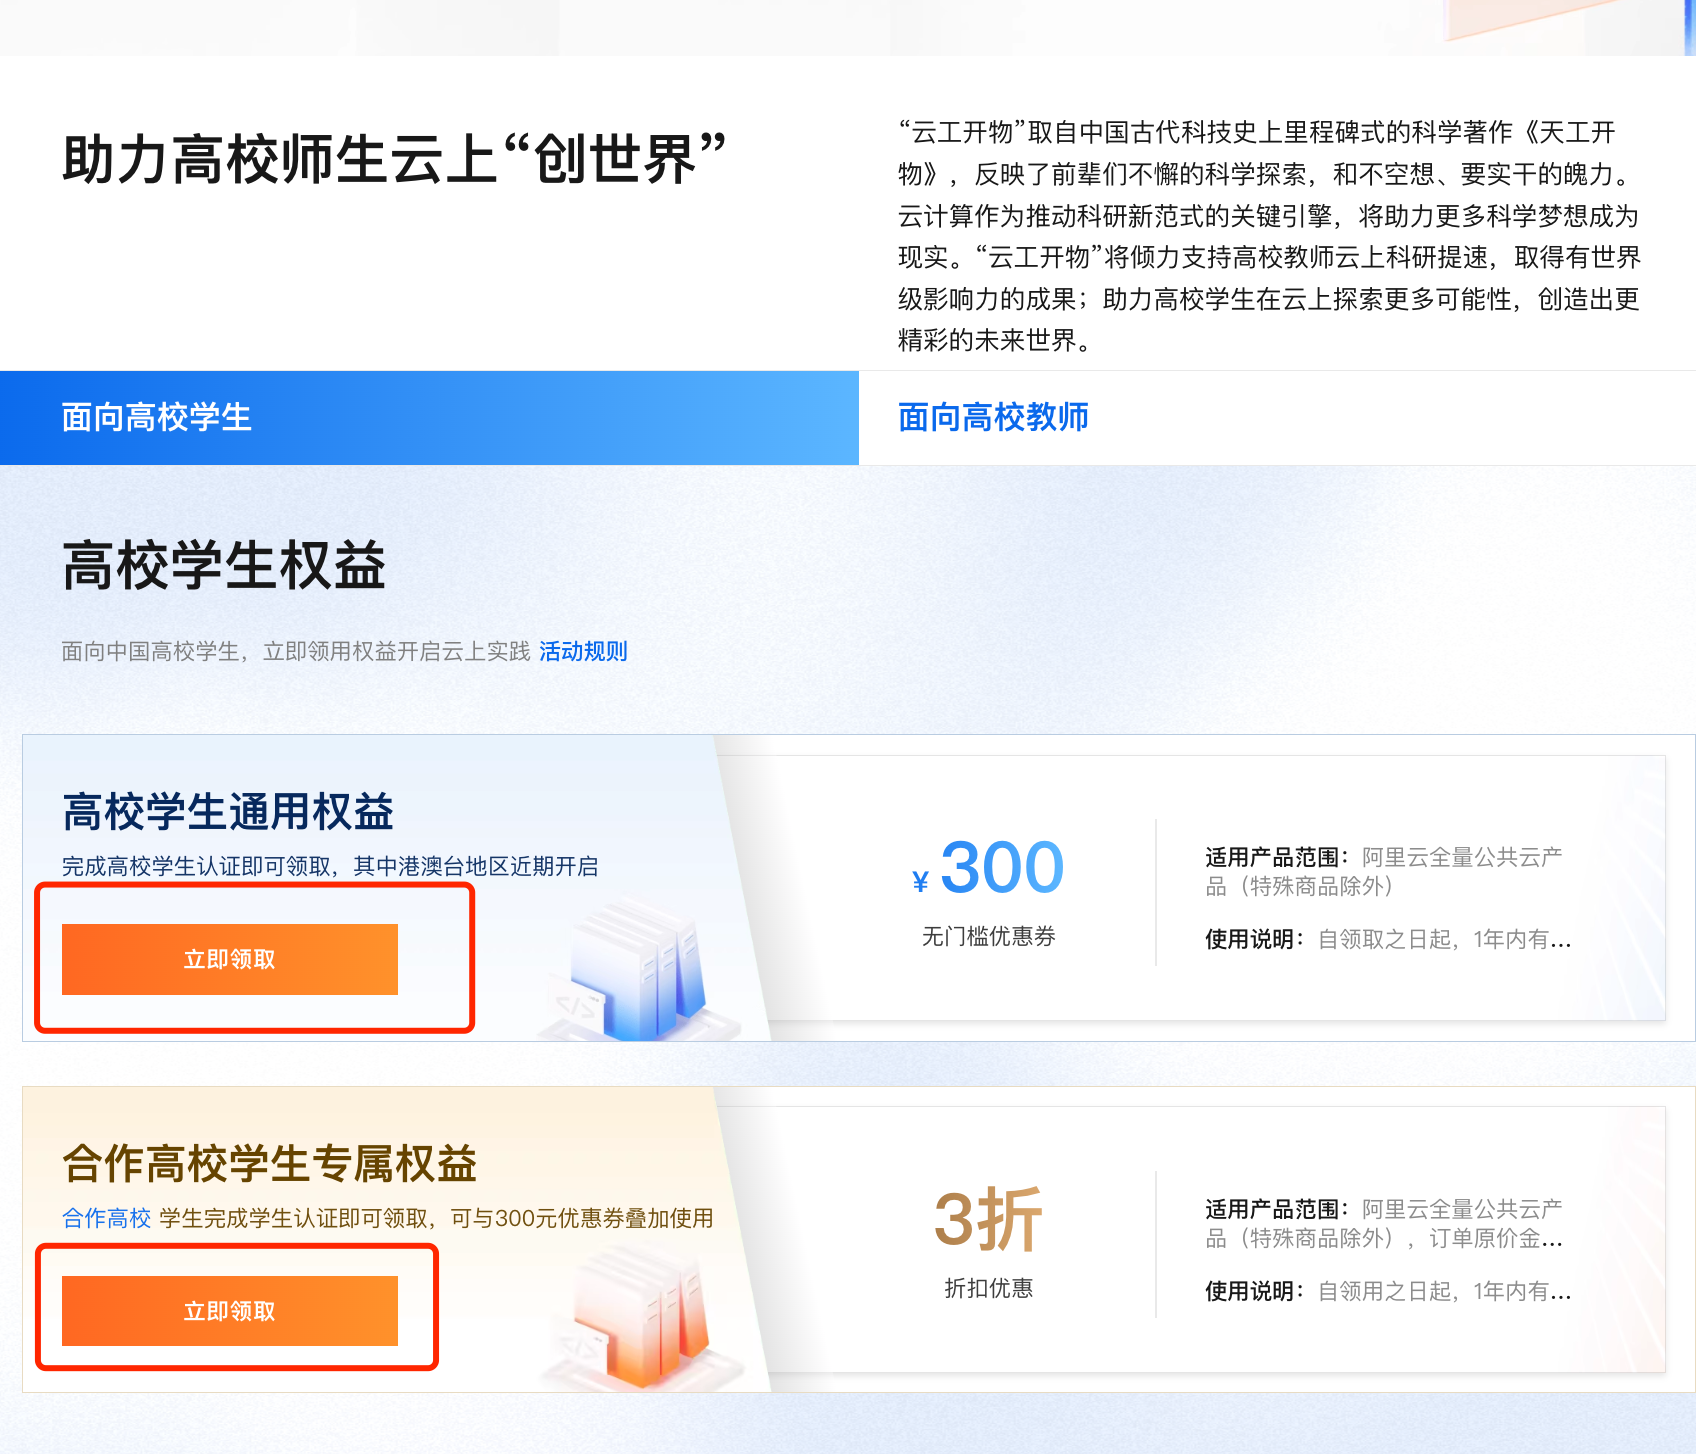 助力高校师生云上“创世界”
“云工开物”取自中国古代科技史上里程碑式的科学著作《天工开
物》，反映了前辈们不懈的科学探索，和不空想、要实干的魄力。
云计算作为推动科研新范式的关键引擎，将助力更多科学梦想成为
现实。“云工开物”将倾力支持高校教师云上科研提速，取得有世界
级影响力的成果；助力高校学生在云上探索更多可能性，创造出更
精彩的未来世界。
面向高校学生
面向高校教师
高校学生权益
面向中国高校学生，立即领用权益开启云上实践 活动规则
高校学生通用权益
完成高校学生认证即可领取，其中港澳台地区近期开启
立即领取
¥300
无门槛优惠券
适用产品范围：阿里云全量公共云产
品（特殊商品除外）
使用说明：自领取之日起，1年内有...
合作高校学生专属权益
合作高校 学生完成学生认证即可领取，可与300元优惠券叠加使用
立即领取
3折
折扣优惠
适用产品范围：阿里云全量公共云产
品（特殊商品除外），订单原价金...
使用说明：自领用之日起，1年内有...